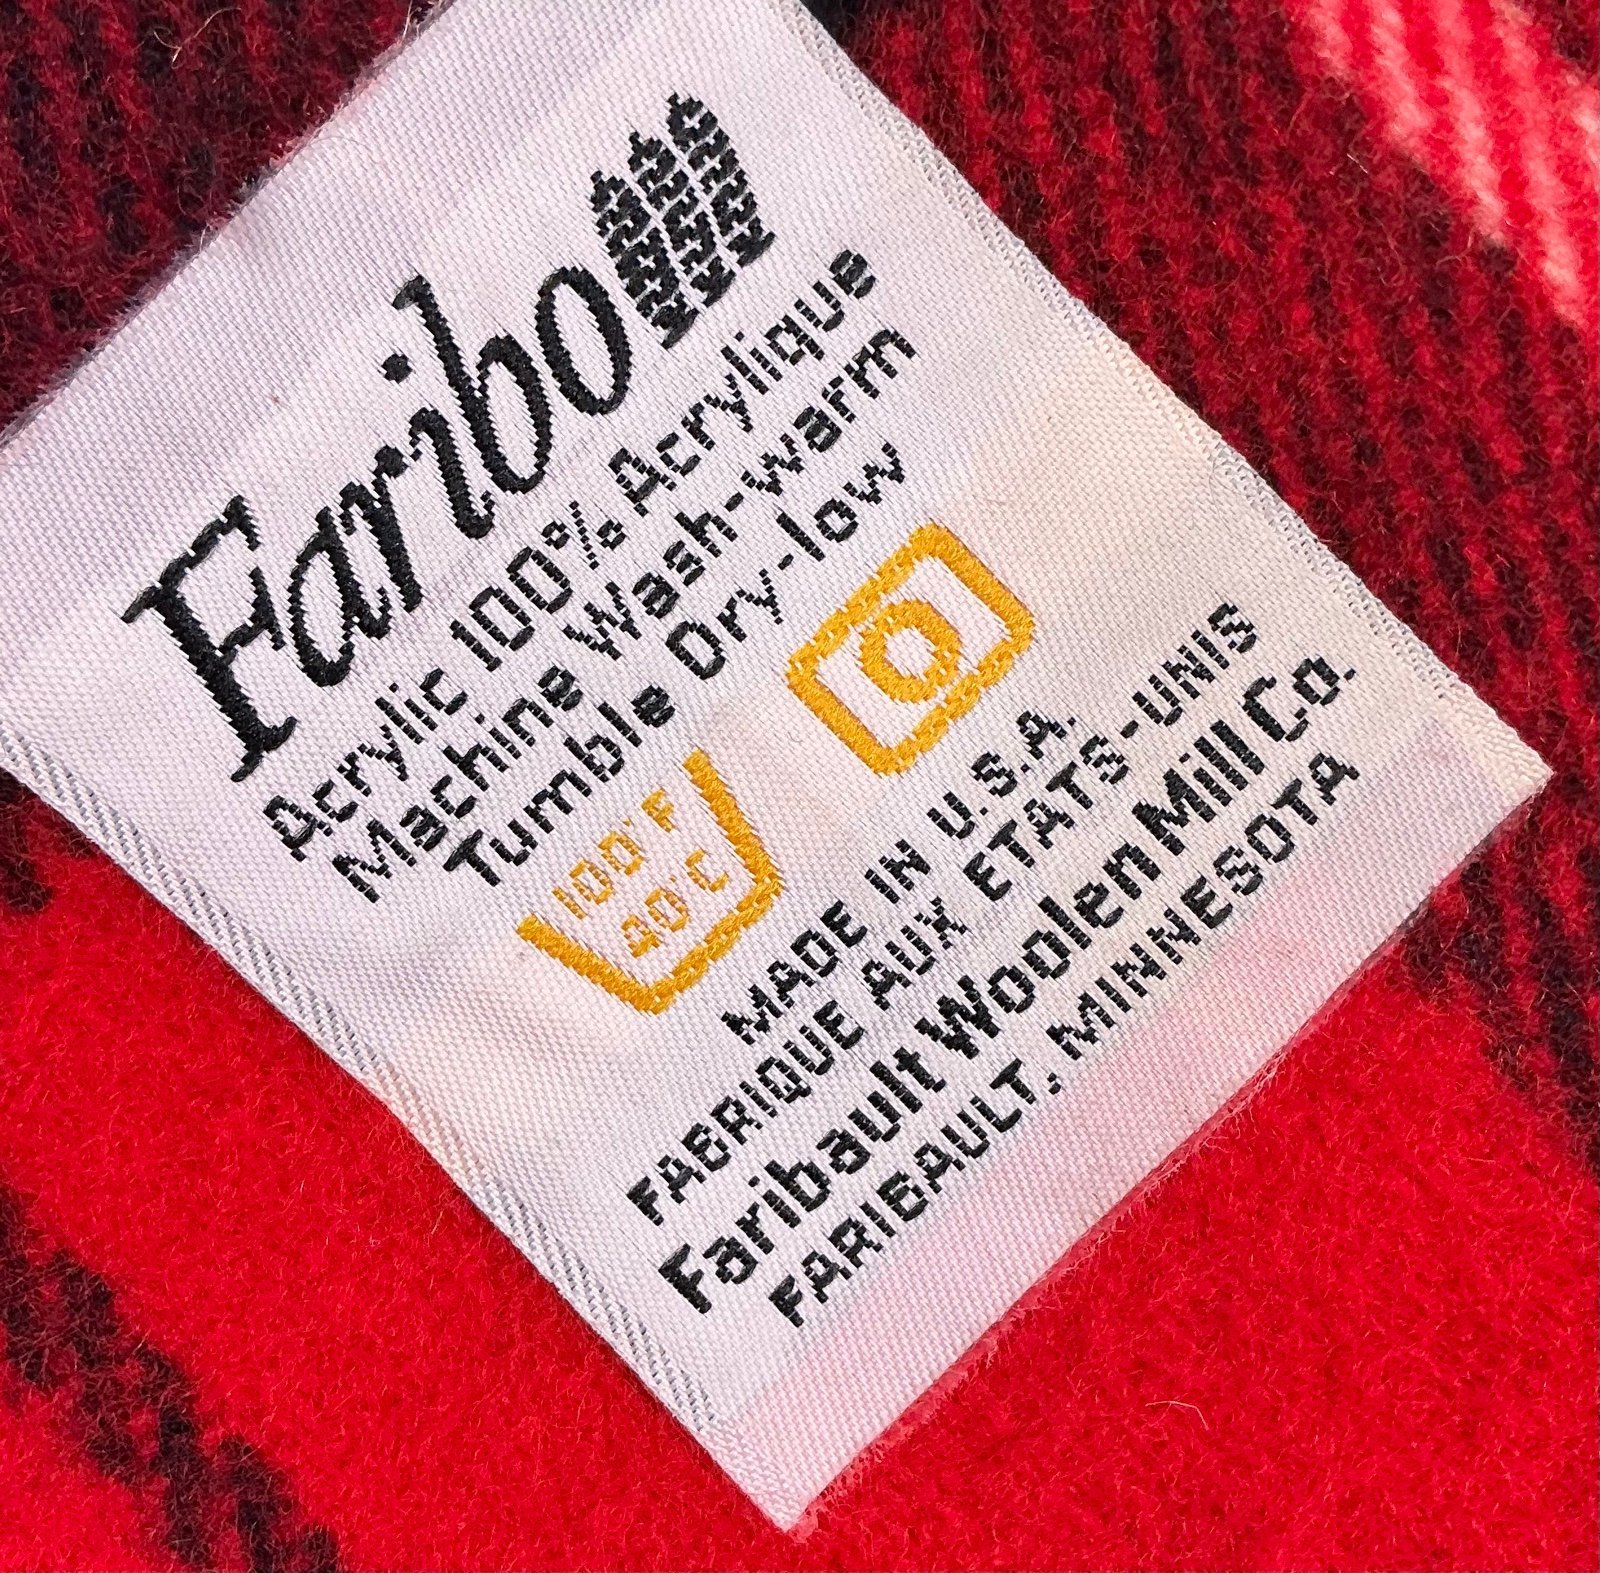 Faribo
Acrylic 100% Acrylique
Machine Wash-warm
Tumble Dry-low
100°F
40°C
MADE IN U.S.A.
FABRIQUE AUX ETATS-UNIS
Faribault Woolen Mill Co.
FARIBAULT, MINNESOTA